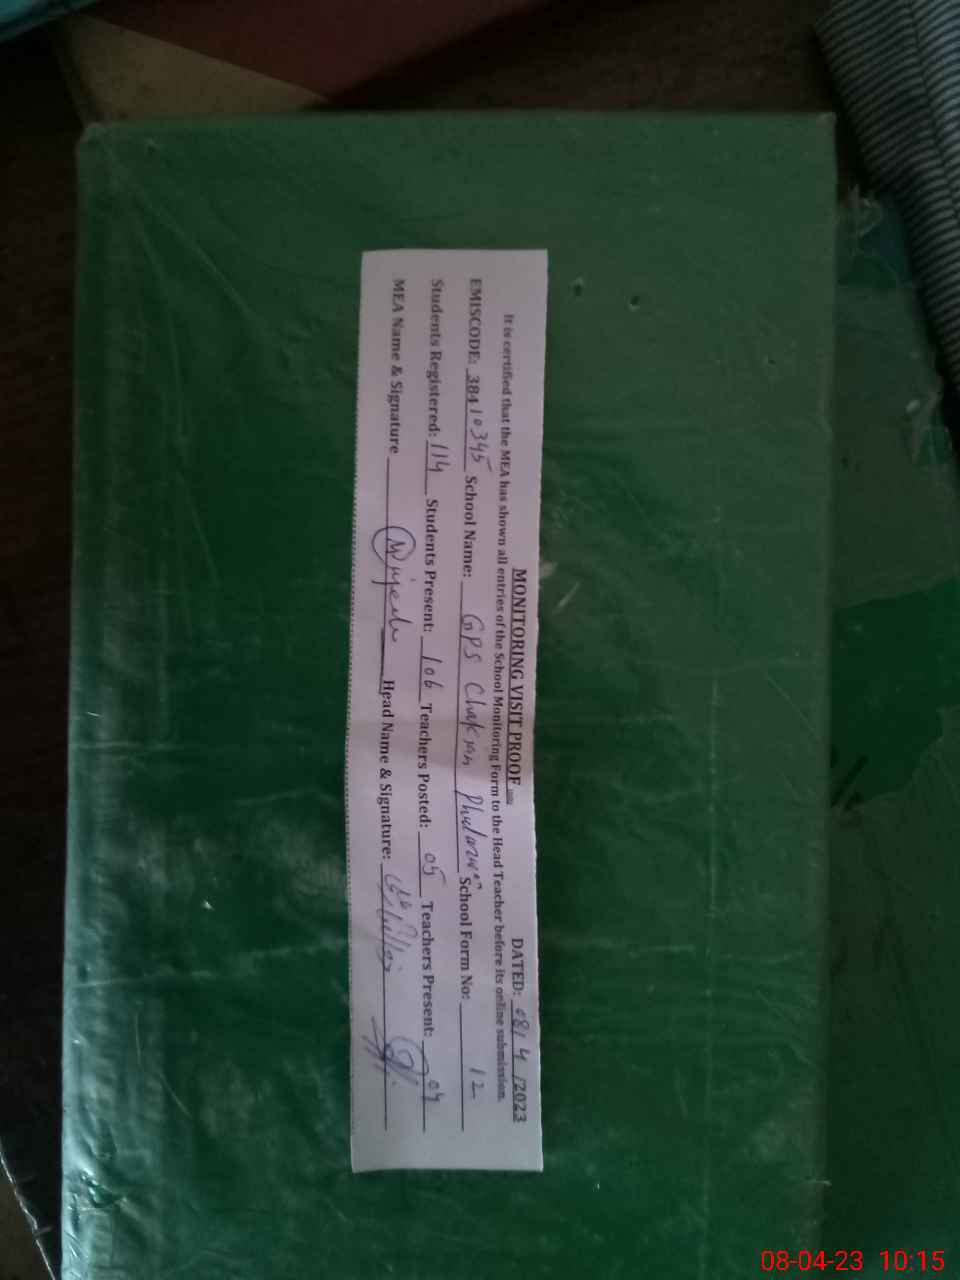 MONITORING VISIT PROOF DATED: 08/4/2023
It is certified that the MEA has shown all entries of the School Monitoring Form to the Head Teacher before its online submission.
EMISCODE: 38410345 School Name: GPS Chak School Form No: 12
Students Registered: 114 Students Present: 106 Teachers Posted: 05 Teachers Present: 04
MEA Name & Signature Head Name & Signature:
08-04-23 10:15